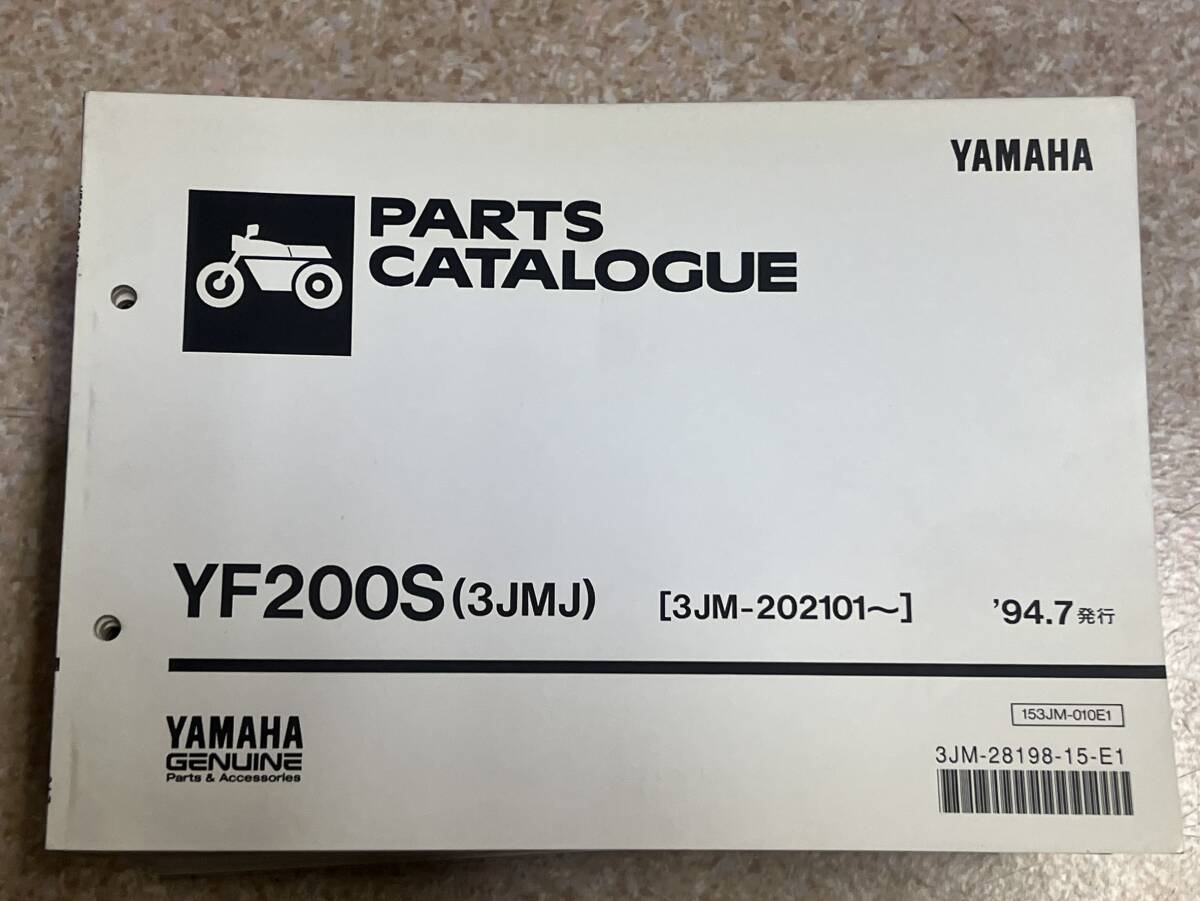 YAMAHA
PARTS
CATALOGUE
YF200S (3JMJ) [3JM-202101〜] '94.7発行
YAMAHA
GENUINE
Parts & Accessories
153JM-010E1
3JM-28198-15-E1